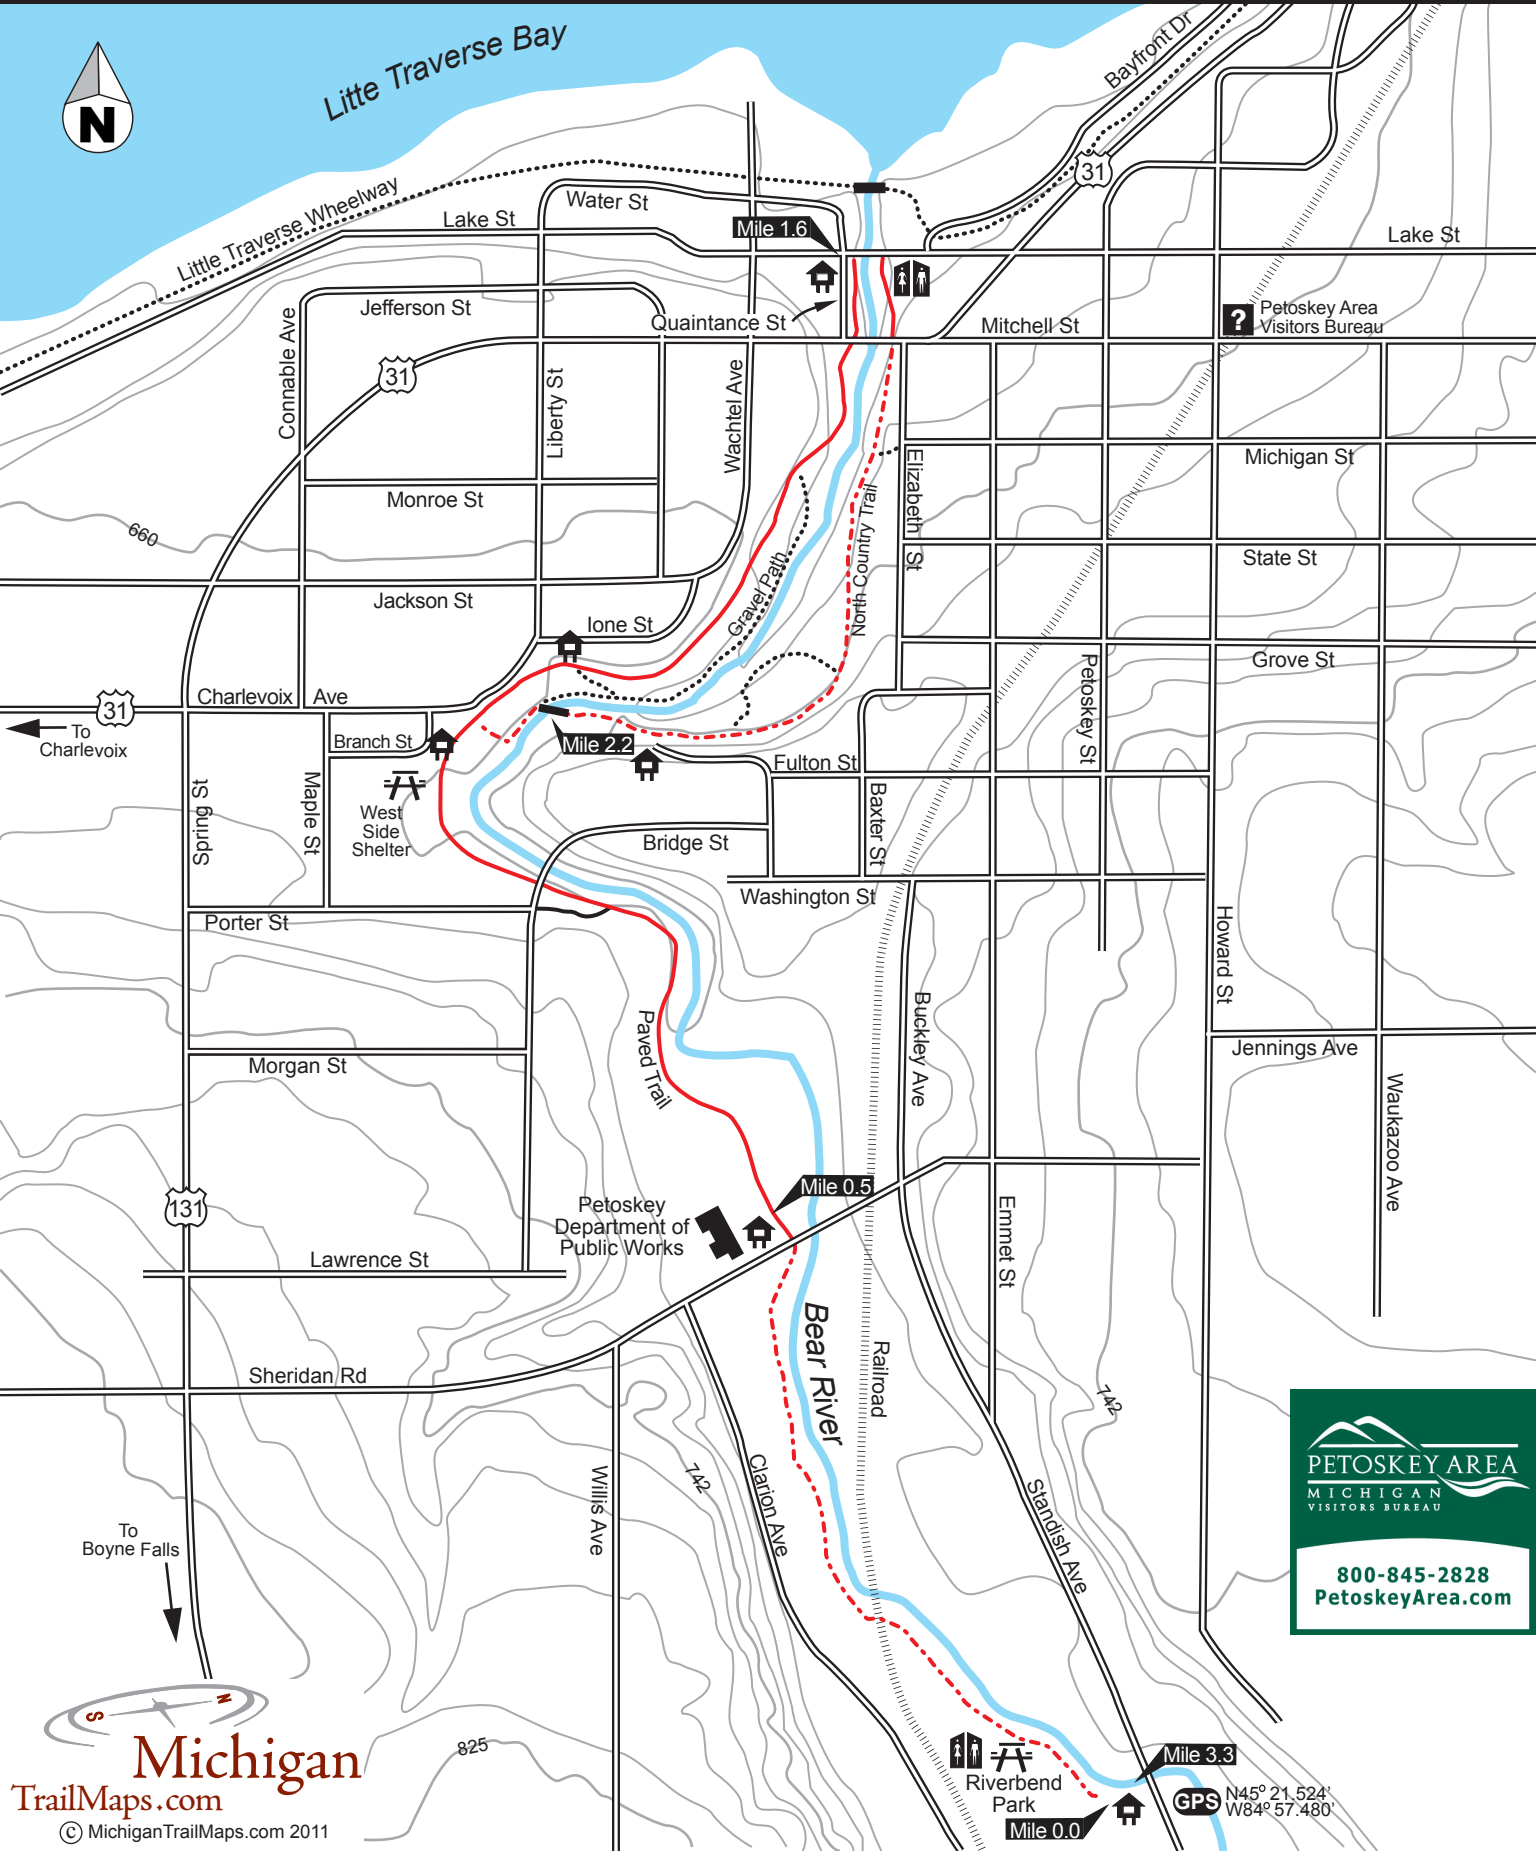 Litte Traverse Bay
Bayfront Dr
N
31
Little Traverse Wheelway
Water St
Lake St
Mile 1.6
Lake St
Jefferson St
Quaintance St
Mitchell St
?
Petoskey Area
Visitors Bureau
Connable Ave
31
Liberty St
Wachtel Ave
Elizabeth St
Michigan St
Monroe St
660
North Country Trail
State St
Gravel Path
Jackson St
Ione St
Grove St
Petoskey St
Charlevoix Ave
31
To
Charlevoix
Branch St
Mile 2.2
Fulton St
Spring St
Maple St
West
Side
Shelter
Baxter St
Bridge St
Washington St
Porter St
Howard St
Buckley Ave
Paved Trail
Morgan St
Jennings Ave
Waukazoo Ave
131
Mile 0.5
Petoskey
Department of
Public Works
Emmet St
Lawrence St
Bear River
Railroad
Sheridan Rd
742
742
Willis Ave
Clarion Ave
Standish Ave
PETOSKEY AREA
MICHIGAN
VISITORS BUREAU
800-845-2828
PetoskeyArea.com
To
Boyne Falls
N
S
Michigan
TrailMaps.com
© MichiganTrailMaps.com 2011
825
Riverbend
Park
Mile 3.3
GPS
N45° 21.524'
W84° 57.480'
Mile 0.0